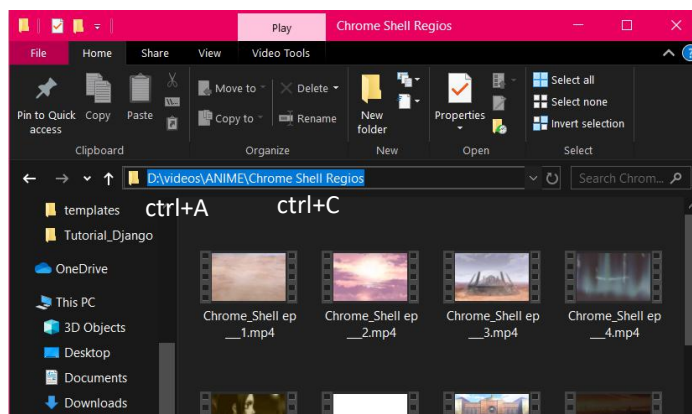 Play
Chrome Shell Regios
File
Home
Share
View
Video Tools
Pin to Quick access
Copy
Paste
Move to
Copy to
Delete
Rename
New folder
Properties
Select all
Select none
Invert selection
Clipboard
Organize
New
Open
Select
D:\videos\ANIME\Chrome Shell Regios
Search Chrom...
ctrl+A
ctrl+C
templates
Tutorial_Django
OneDrive
This PC
3D Objects
Desktop
Documents
Downloads
Chrome_Shell ep
__1.mp4
Chrome_Shell ep
__2.mp4
Chrome_Shell ep
__3.mp4
Chrome_Shell ep
__4.mp4